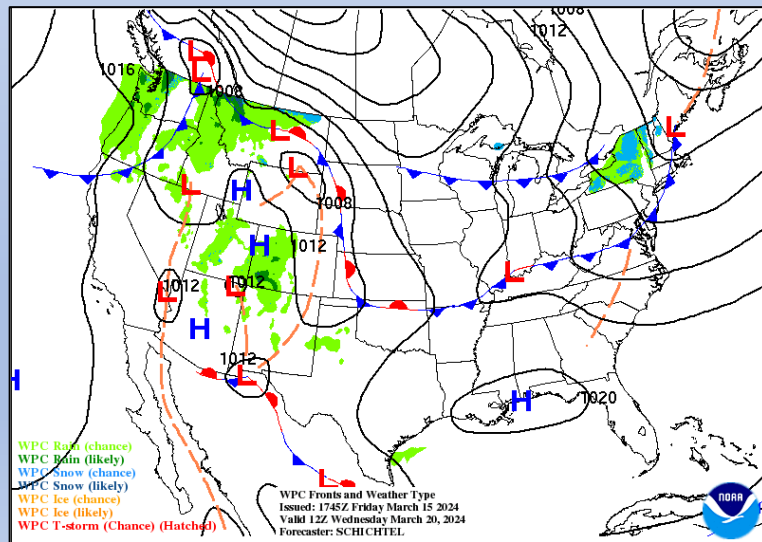 1008
1012
1016
L
L
1008
L
L
L
L
H
1008
H
1012
1012
L
1012
L
H
L
1012
L
H
H
1020
L
WPC Rain (chance)
WPC Rain (likely)
WPC Snow (chance)
WPC Snow (likely)
WPC Ice (chance)
WPC Ice (likely)
WPC T-storm (Chance) (Hatched)
WPC Fronts and Weather Type
Issued: 1745Z Friday March 15 2024
Valid 12Z Wednesday March 20, 2024
Forecaster: SCHICHTEL
NOAA